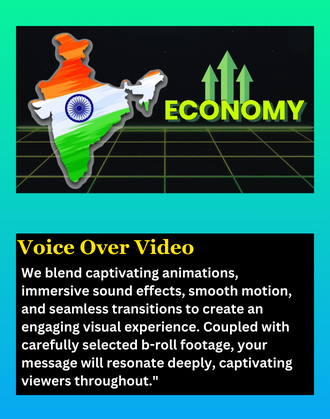 ECONOMY
Voice Over Video
We blend captivating animations,
immersive sound effects, smooth motion,
and seamless transitions to create an
engaging visual experience. Coupled with
carefully selected b-roll footage, your
message will resonate deeply, captivating
viewers throughout."